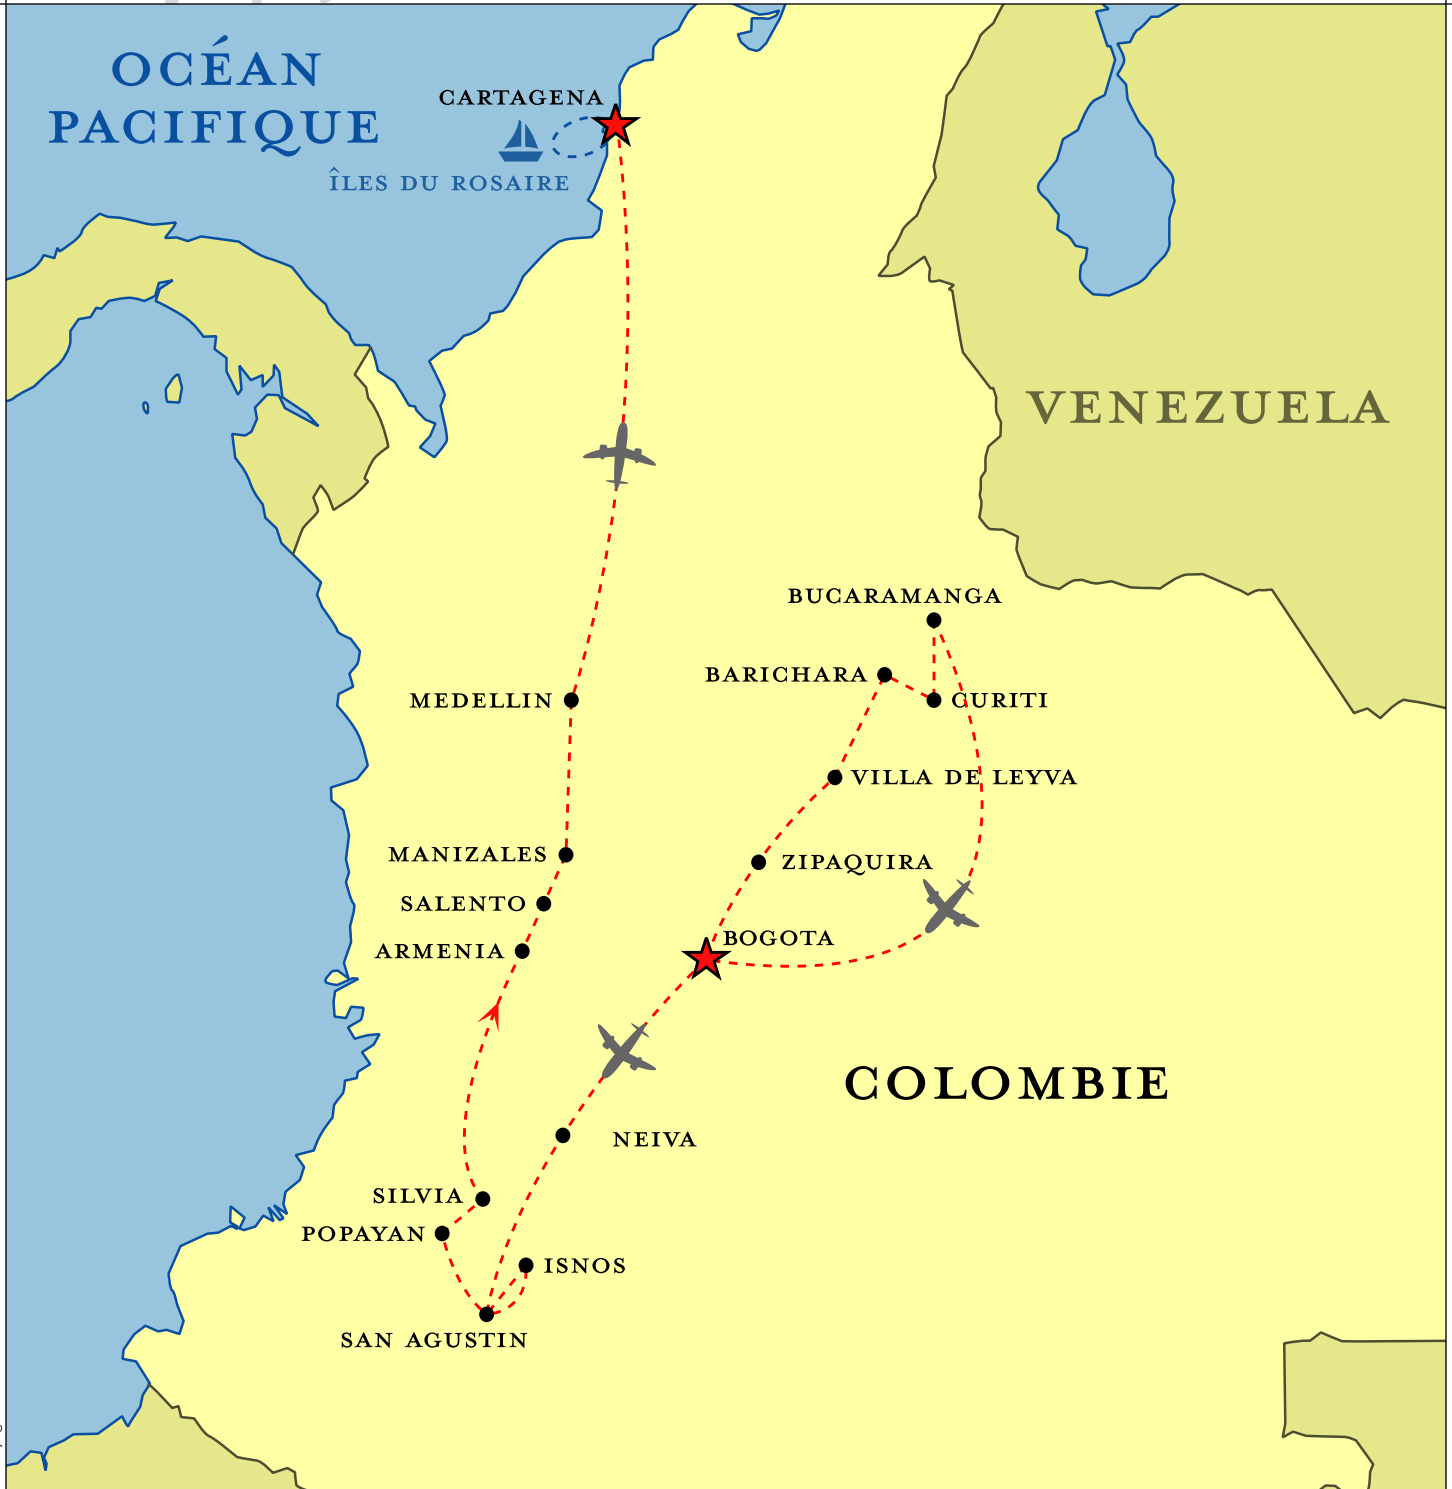 OCÉAN
PACIFIQUE
CARTAGENA
ÎLES DU ROSAIRE
VENEZUELA
BUCARAMANGA
BARICHARA
CURITI
MEDELLIN
VILLA DE LEYVA
MANIZALES
ZIPAQUIRA
SALENTO
BOGOTA
ARMENIA
COLOMBIE
NEIVA
SILVIA
POPAYAN
ISNOS
SAN AGUSTIN